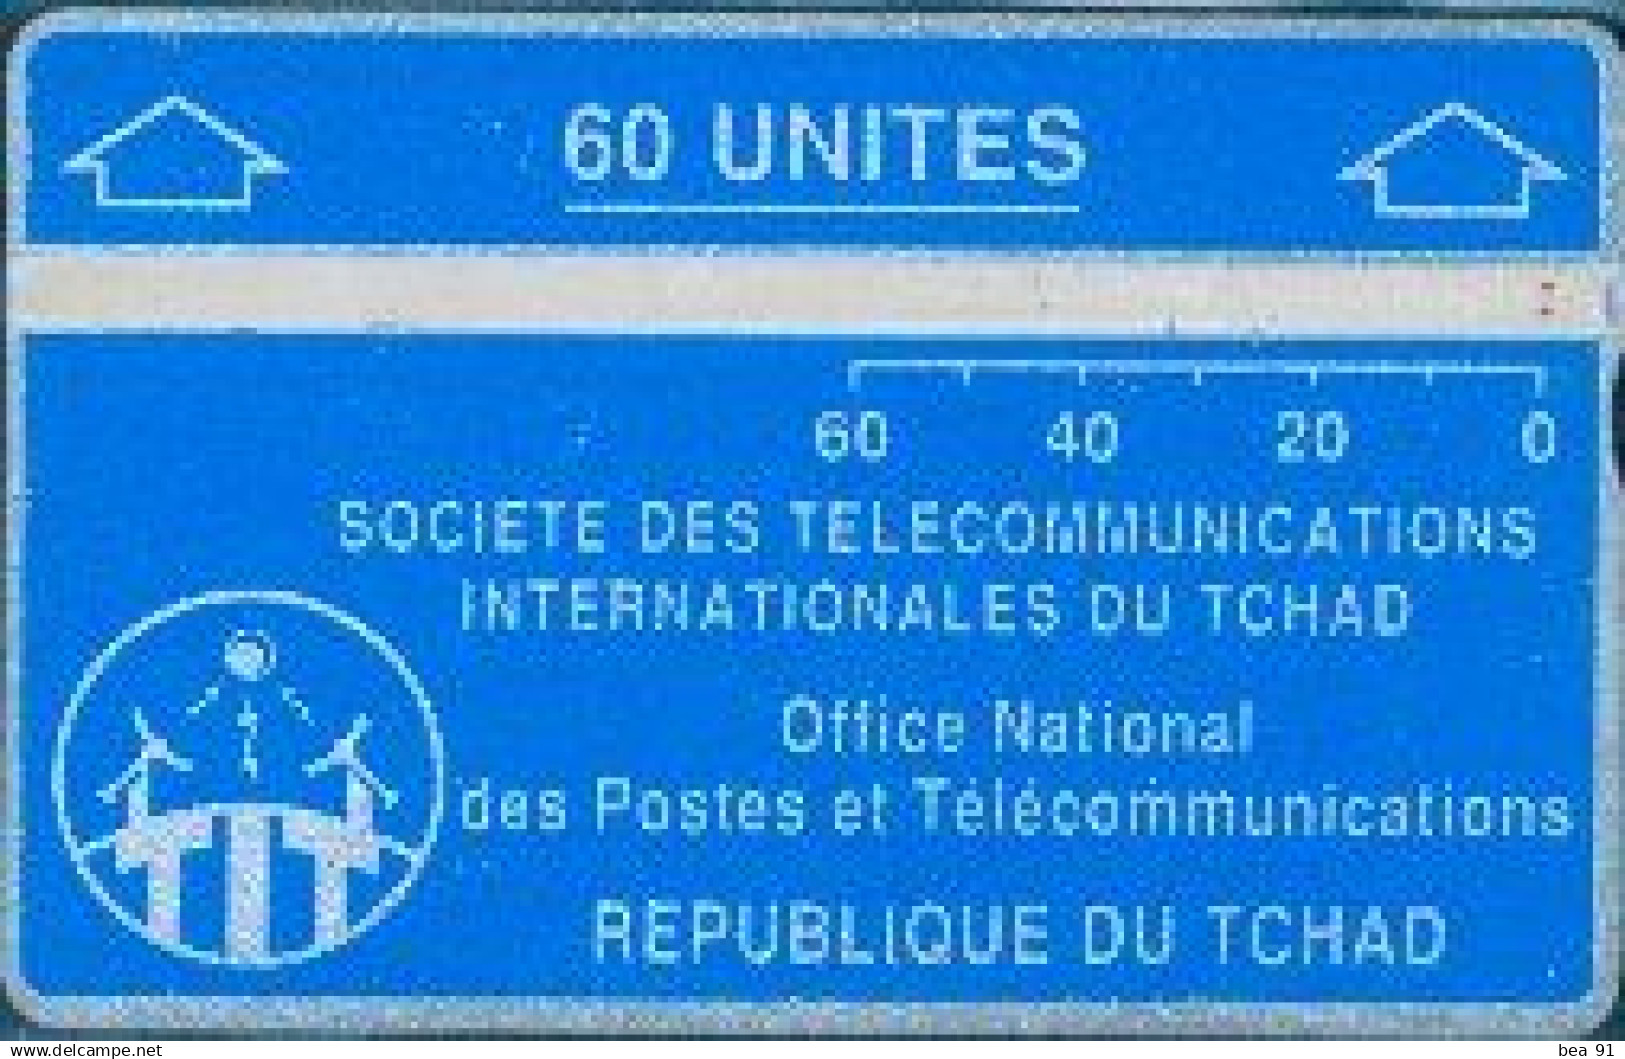 60 UNITES
60 40 20 0
SOCIETE DES TELECOMMUNICATIONS
INTERNATIONALES DU TCHAD
Office National
des Postes et Télécommunications
REPUBLIQUE DU TCHAD
www.delcampe.net
bea 91